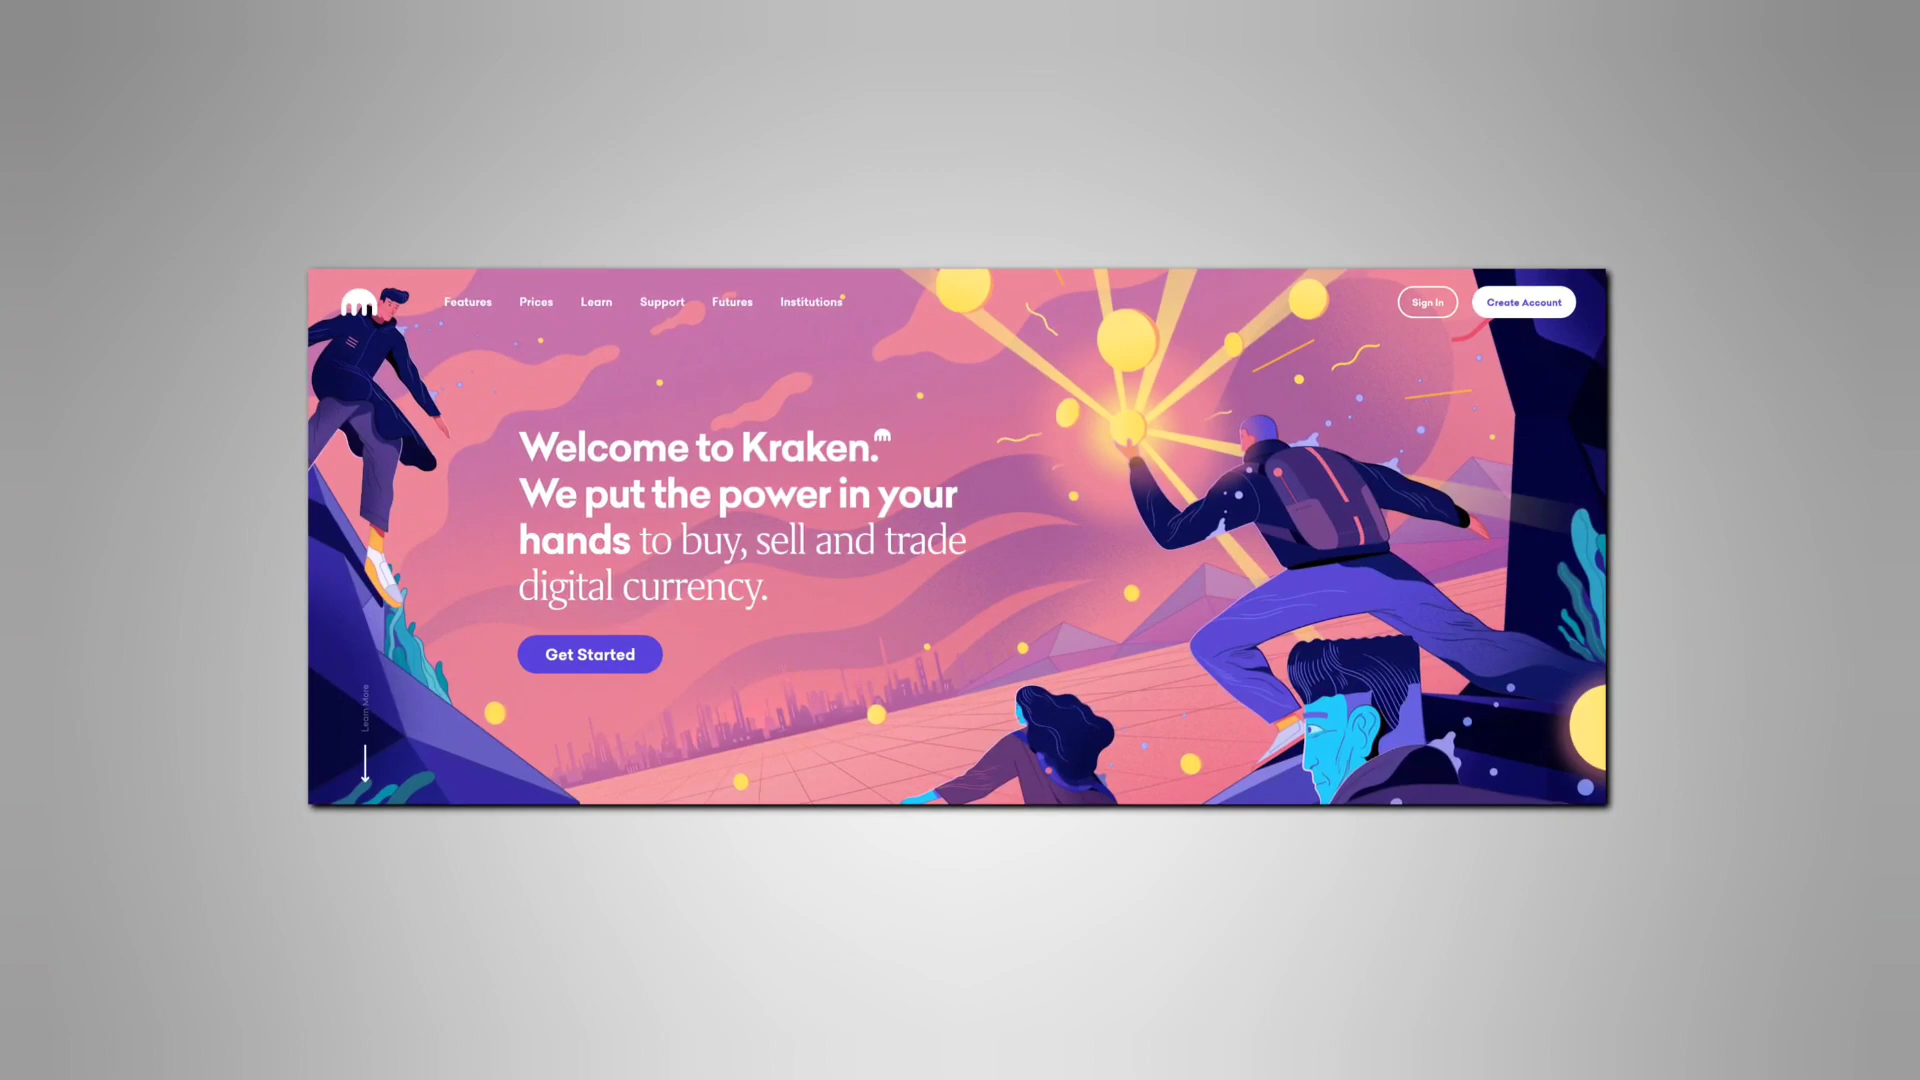 Features Prices Learn Support Futures Institutions Sign In Create Account
Welcome to Kraken.
We put the power in your
hands to buy, sell and trade
digital currency.
Get Started
Learn More